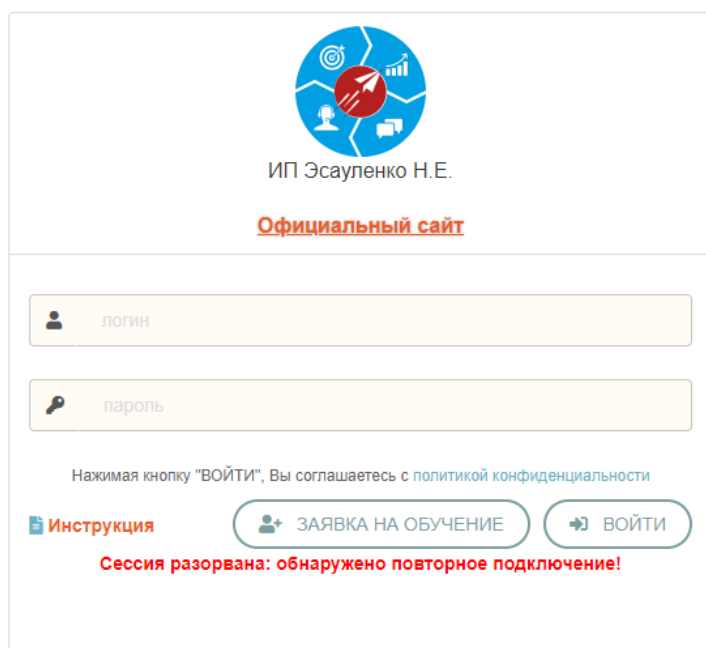 ИП Эсауленко Н.Е.
Официальный сайт
логин
пароль
Нажимая кнопку "ВОЙТИ", Вы соглашаетесь с политикой конфиденциальности
Инструкция ЗАЯВКА НА ОБУЧЕНИЕ ВОЙТИ
Сессия разорвана: обнаружено повторное подключение!